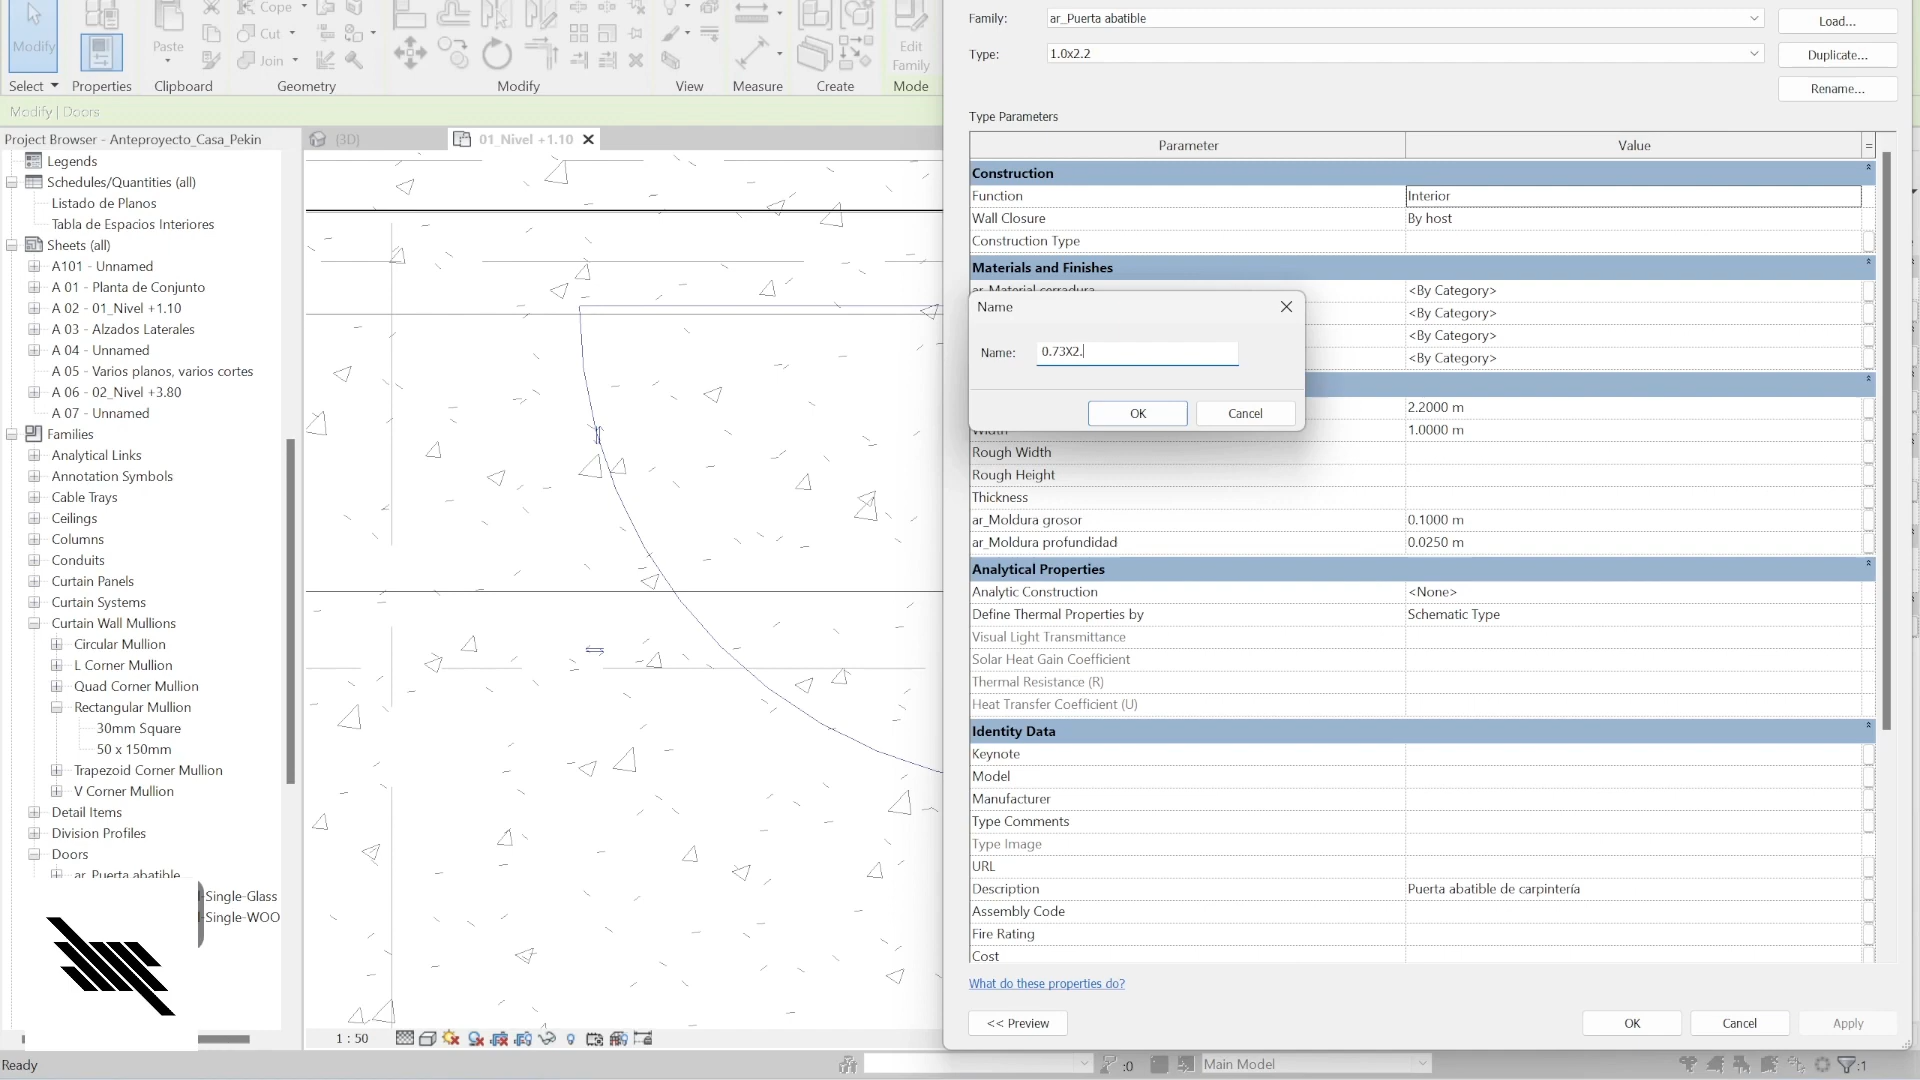 Modify
Select
Properties
Paste
Clipboard
Cope
Cut
Join
Geometry
Modify
View
Measure
Create
Edit
Family
Mode
Modify | Doors
Project Browser - Anteproyecto_Casa_Pekin
(3D)
01_Nivel +1.10
Legends
Schedules/Quantities (all)
Listado de Planos
Tabla de Espacios Interiores
Sheets (all)
A101 - Unnamed
A 01 - Planta de Conjunto
A 02 - 01_Nivel +1.10
A 03 - Alzados Laterales
A 04 - Unnamed
A 05 - Varios planos, varios cortes
A 06 - 02_Nivel +3.80
A 07 - Unnamed
Families
Analytical Links
Annotation Symbols
Cable Trays
Ceilings
Columns
Conduits
Curtain Panels
Curtain Systems
Curtain Wall Mullions
Circular Mullion
L Corner Mullion
Quad Corner Mullion
Rectangular Mullion
30mm Square
50 x 150mm
Trapezoid Corner Mullion
V Corner Mullion
Detail Items
Division Profiles
Doors
ar_Puerta abatible
-Single-Glass
-Single-WOO
1 : 50
Ready
:0
Main Model
:1
Family:
ar_Puerta abatible
Load...
Type:
1.0x2.2
Duplicate...
Rename...
Type Parameters
Parameter
Value
=
Construction
Function
Interior
Wall Closure
By host
Construction Type
Materials and Finishes
ar_Material cerradura
<By Category>
<By Category>
<By Category>
<By Category>
Name
Name:
0.73X2.
OK
Cancel
2.2000 m
Width
1.0000 m
Rough Width
Rough Height
Thickness
ar_Moldura grosor
0.1000 m
ar_Moldura profundidad
0.0250 m
Analytical Properties
Analytic Construction
<None>
Define Thermal Properties by
Schematic Type
Visual Light Transmittance
Solar Heat Gain Coefficient
Thermal Resistance (R)
Heat Transfer Coefficient (U)
Identity Data
Keynote
Model
Manufacturer
Type Comments
Type Image
URL
Description
Puerta abatible de carpintería
Assembly Code
Fire Rating
Cost
What do these properties do?
<< Preview
OK
Cancel
Apply